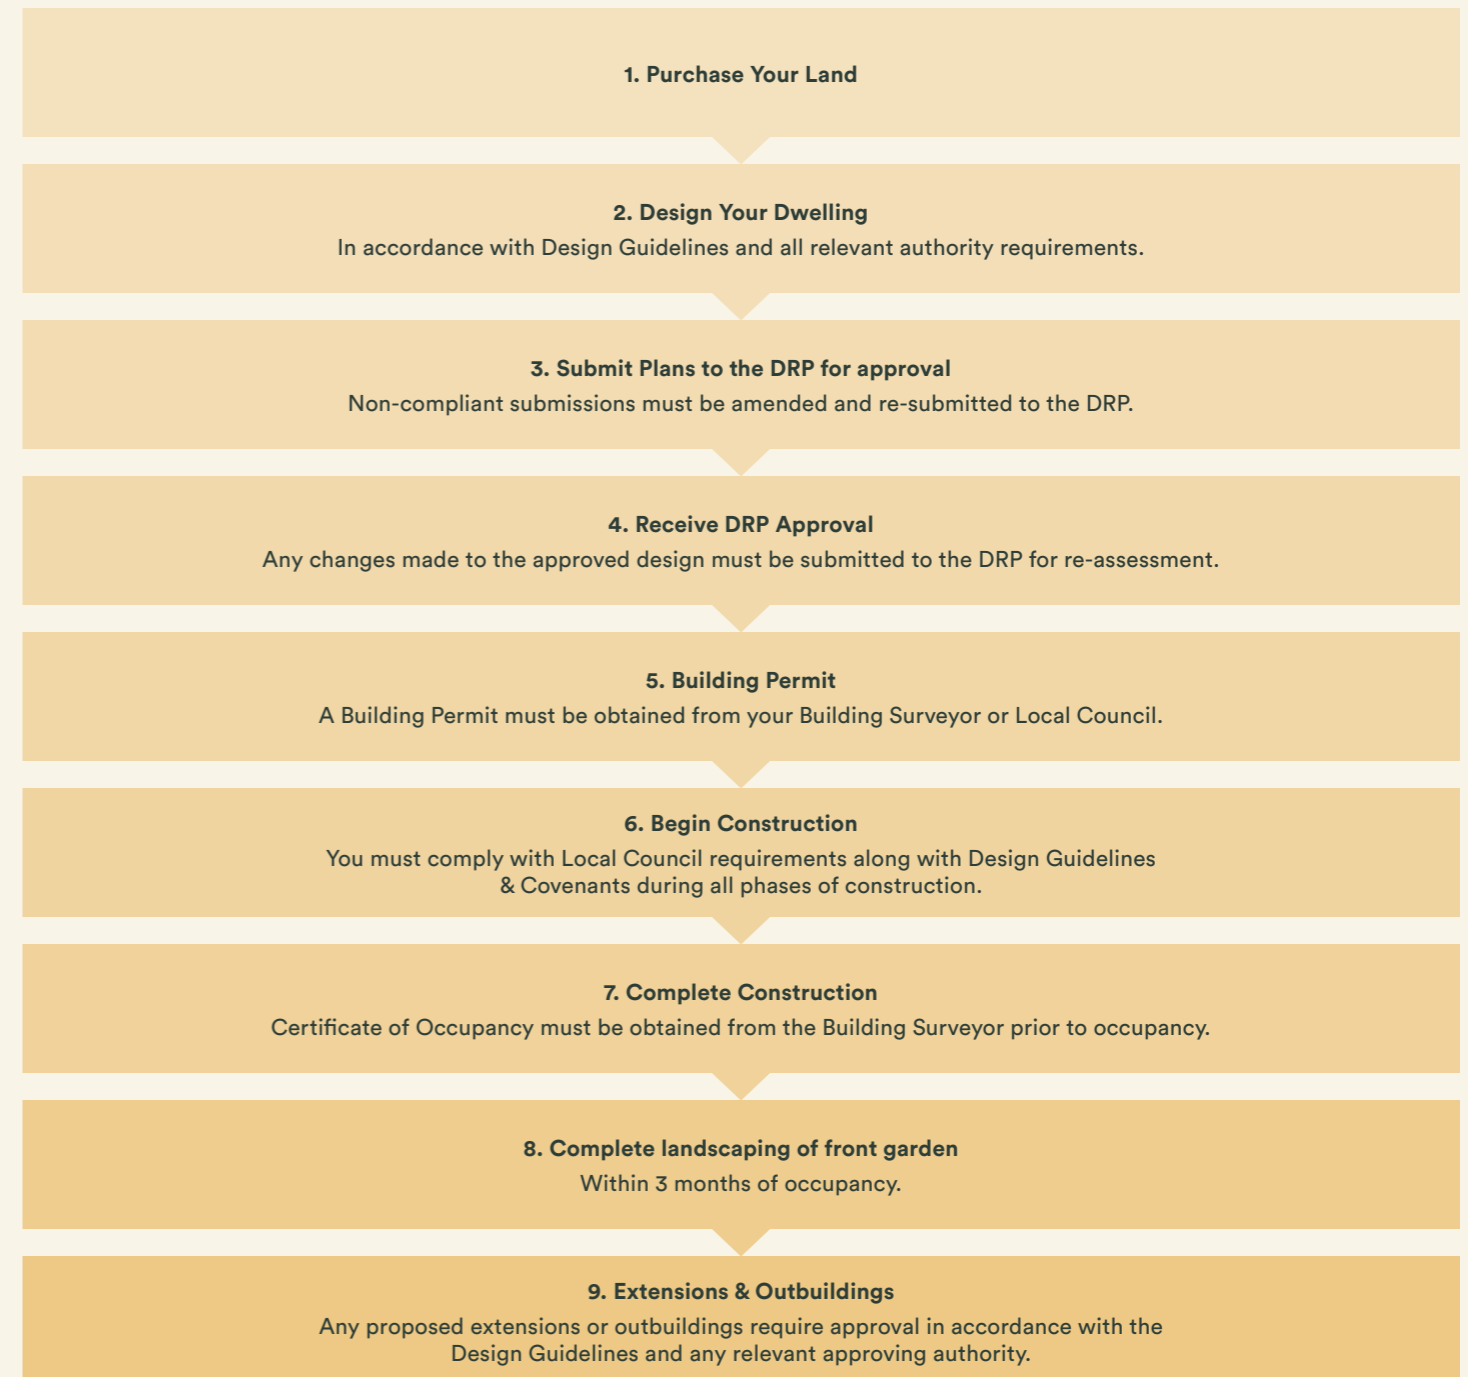 1. Purchase Your Land
2. Design Your Dwelling
In accordance with Design Guidelines and all relevant authority requirements.
3. Submit Plans to the DRP for approval
Non-compliant submissions must be amended and re-submitted to the DRP.
4. Receive DRP Approval
Any changes made to the approved design must be submitted to the DRP for re-assessment.
5. Building Permit
A Building Permit must be obtained from your Building Surveyor or Local Council.
6. Begin Construction
You must comply with Local Council requirements along with Design Guidelines
& Covenants during all phases of construction.
7. Complete Construction
Certificate of Occupancy must be obtained from the Building Surveyor prior to occupancy.
8. Complete landscaping of front garden
Within 3 months of occupancy.
9. Extensions & Outbuildings
Any proposed extensions or outbuildings require approval in accordance with the
Design Guidelines and any relevant approving authority.